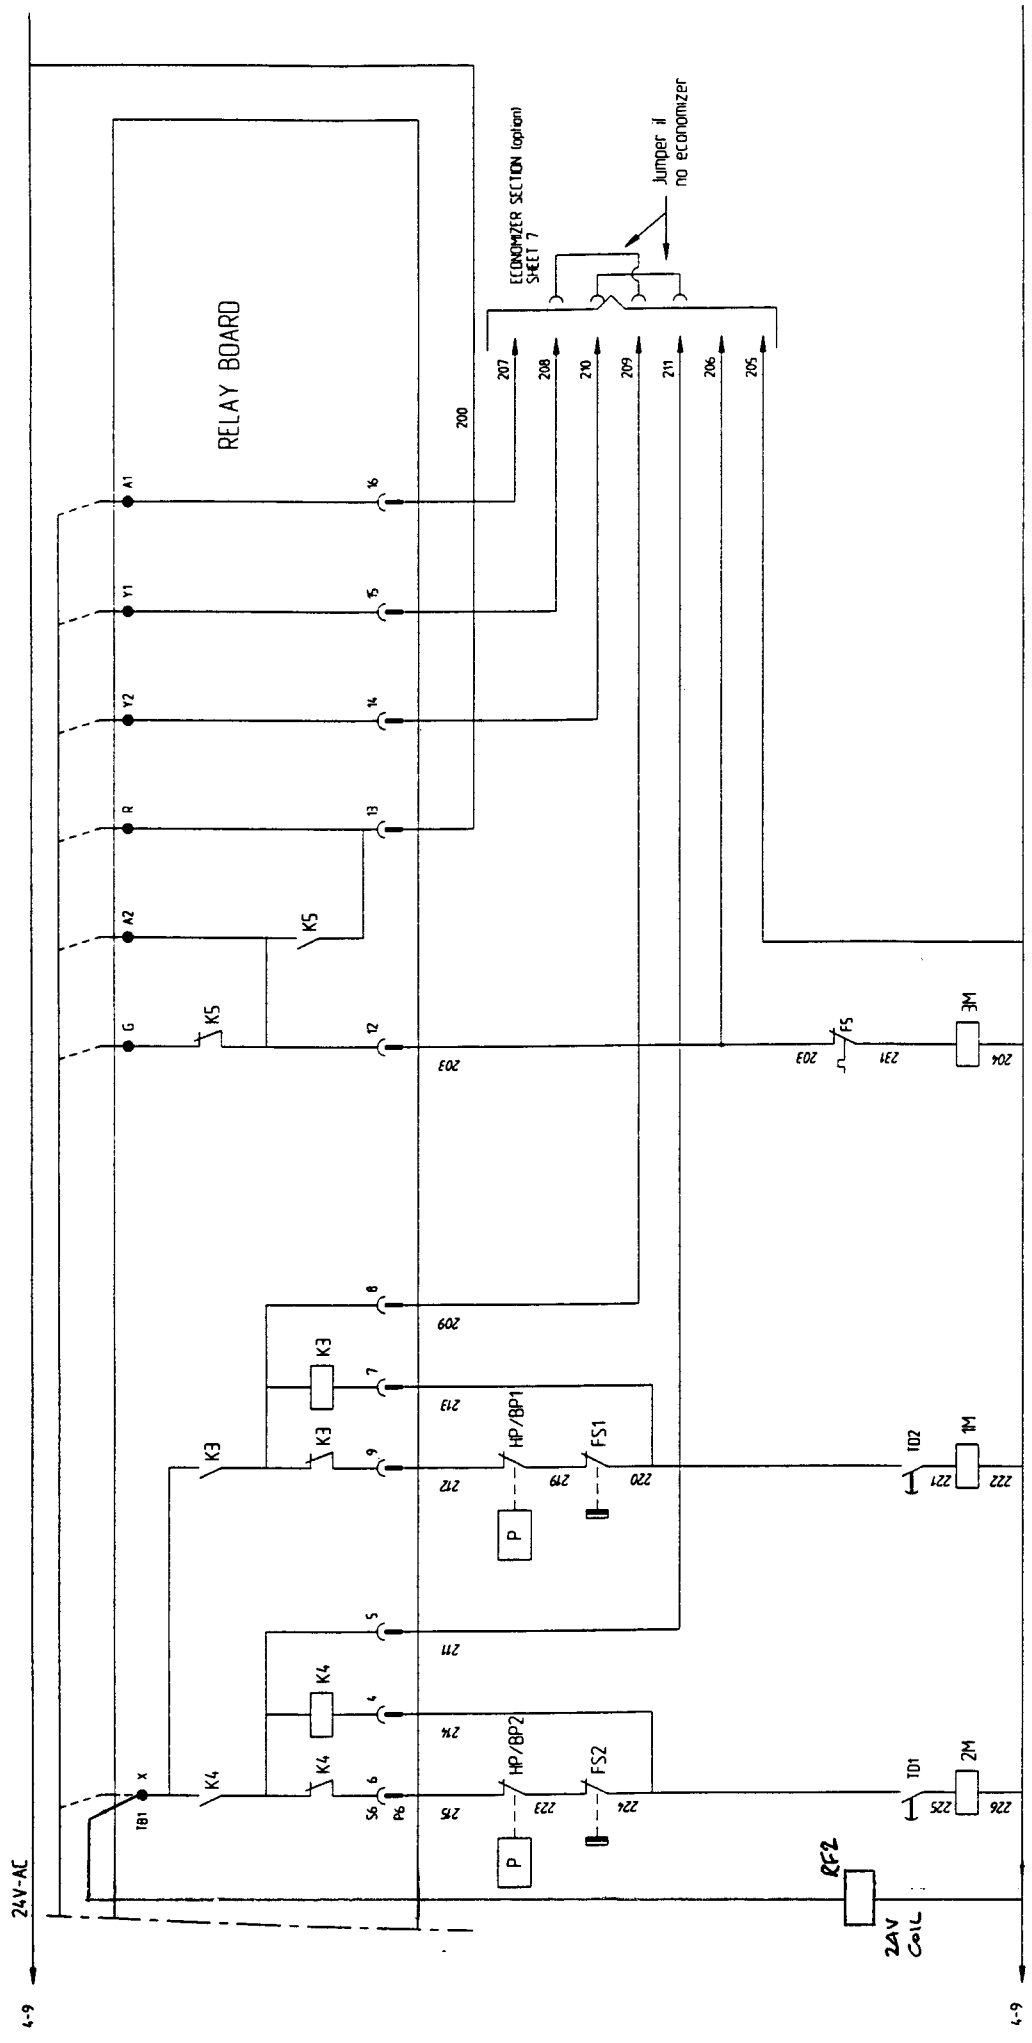 24V-AC
4-9
RELAY BOARD
TB1
X
G
A2
R
Y2
Y1
A1
K4
K3
K5
K5
K4
K4
K3
K3
S6
6
P6
4
5
9
7
8
12
13
14
15
16
215
214
211
212
213
209
203
200
ECONOMIZER SECTION (option)
SHEET 7
207
208
210
209
211
206
205
Jumper if
no economizer
P
HP/BP2
223
FS2
224
P
HP/BP1
219
FS1
220
203
F5
231
3M
204
TD1
225
2M
226
TD2
221
1M
222
RF2
24V
COIL
4-9